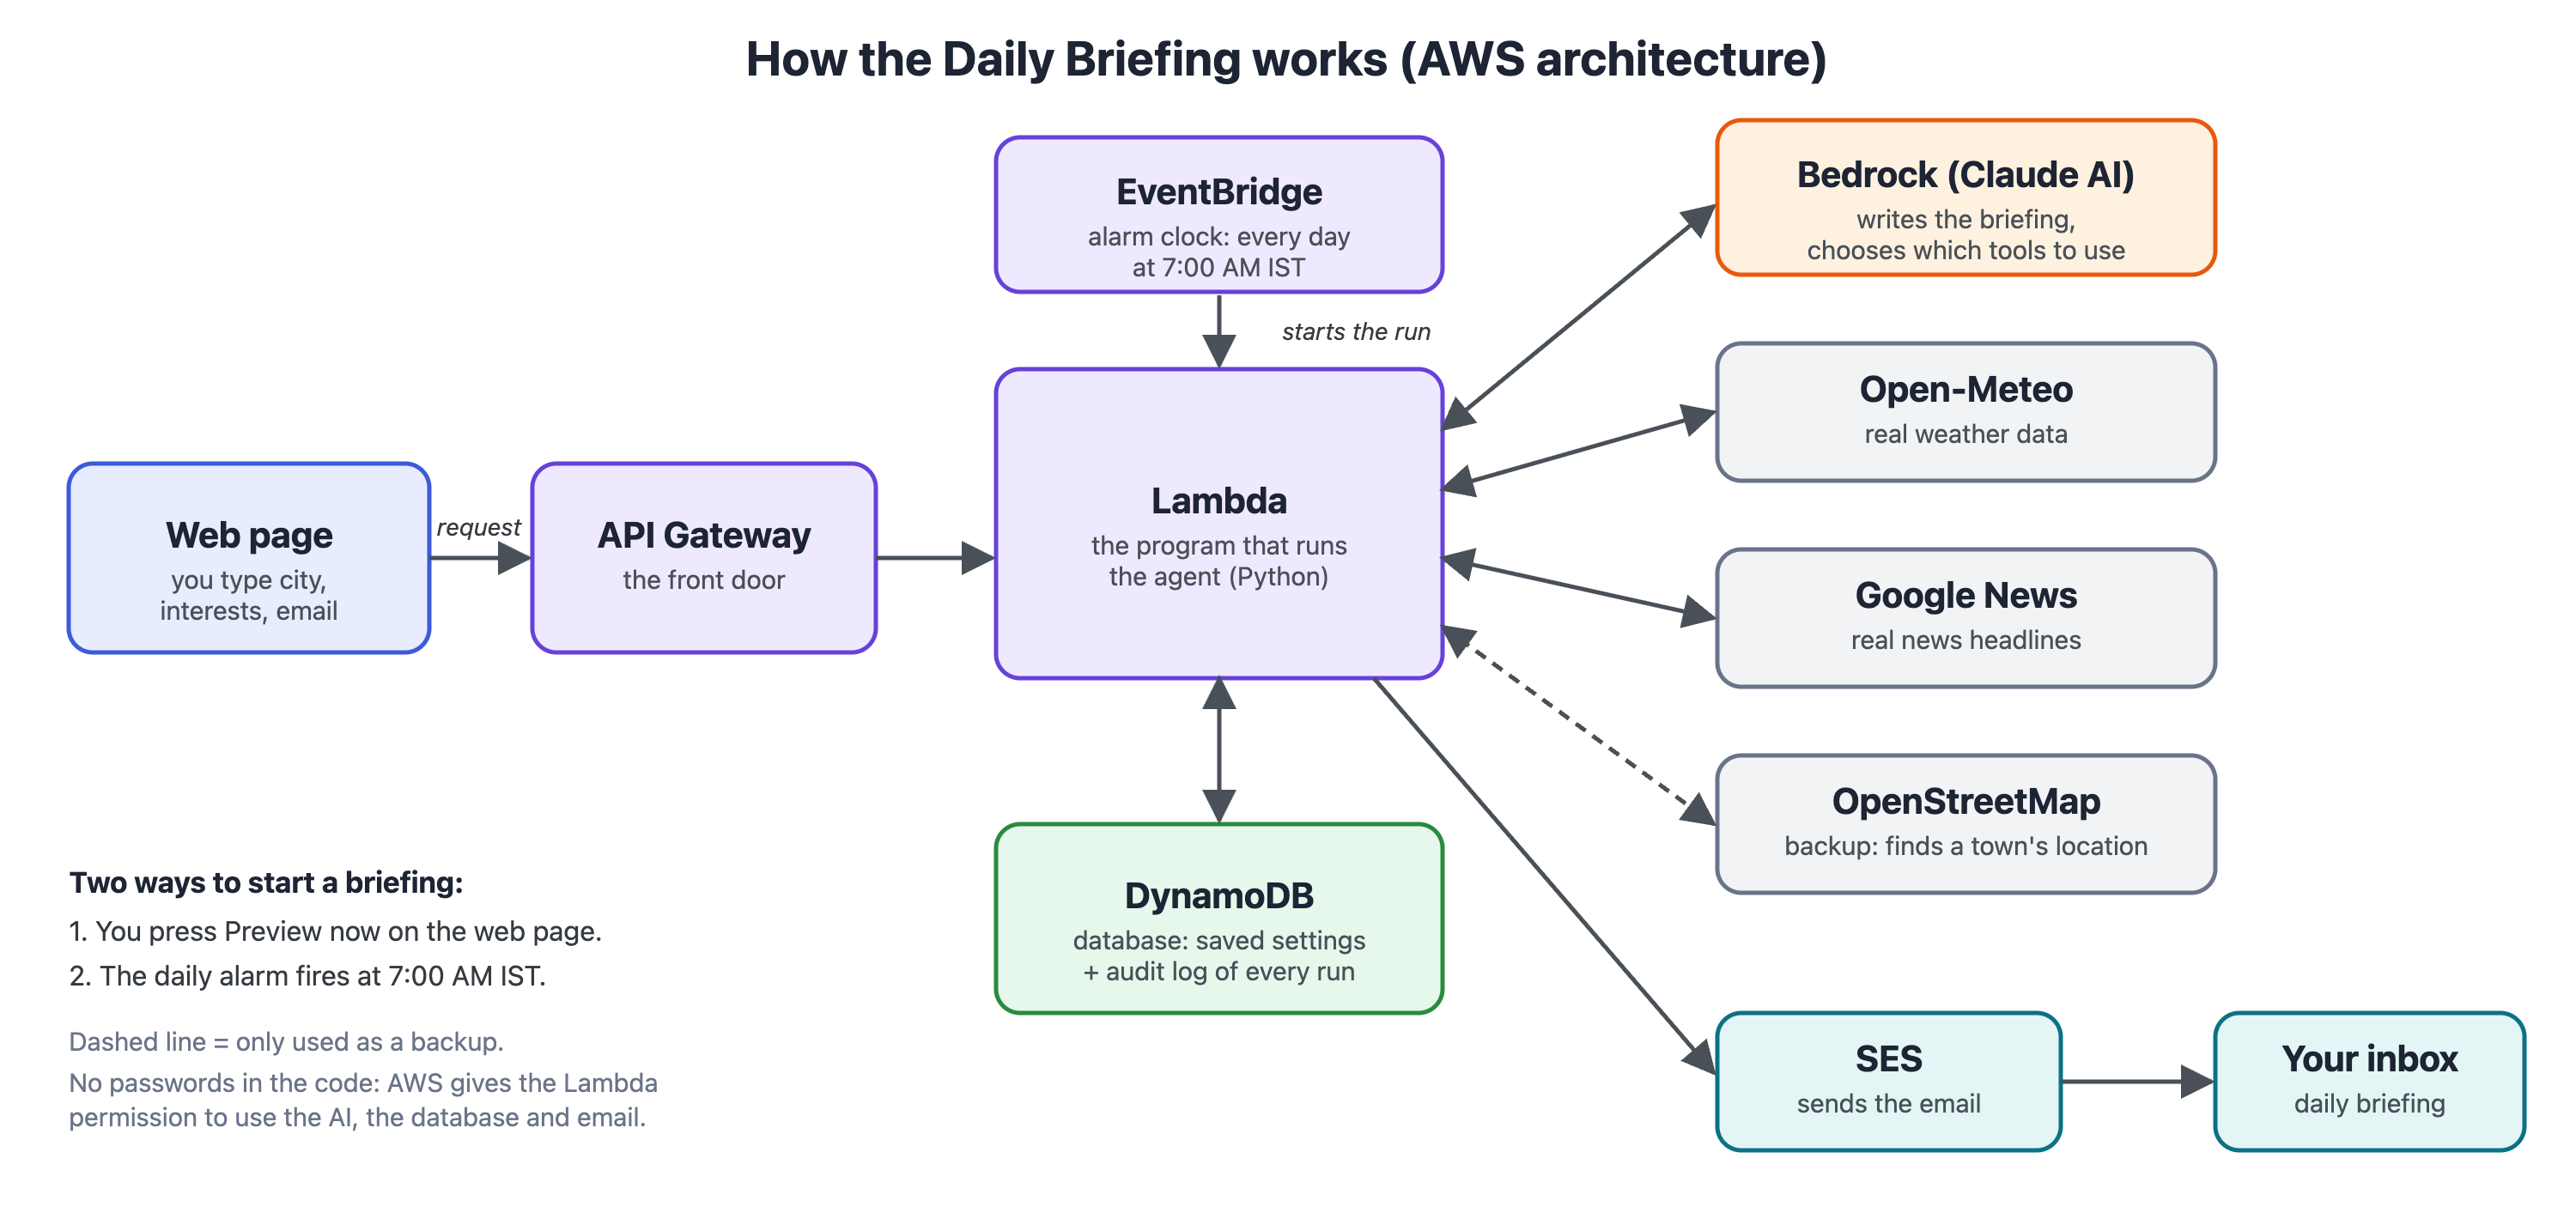 How the Daily Briefing works (AWS architecture)
EventBridge
alarm clock: every day
at 7:00 AM IST
starts the run
Bedrock (Claude AI)
writes the briefing,
chooses which tools to use
Open-Meteo
real weather data
Web page
you type city,
interests, email
request
API Gateway
the front door
Lambda
the program that runs
the agent (Python)
Google News
real news headlines
OpenStreetMap
backup: finds a town's location
DynamoDB
database: saved settings
+ audit log of every run
Two ways to start a briefing:
1. You press Preview now on the web page.
2. The daily alarm fires at 7:00 AM IST.
Dashed line = only used as a backup.
No passwords in the code: AWS gives the Lambda
permission to use the AI, the database and email.
SES
sends the email
Your inbox
daily briefing